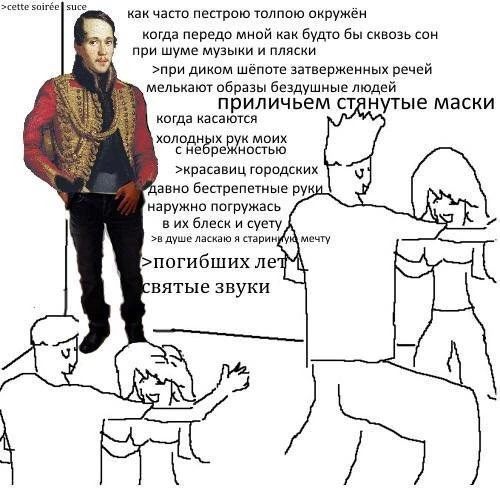 >cette soirée suce
как часто пестрою толпою окружён
когда передо мной как будто бы сквозь сон
при шуме музыки и пляски
>при диком шёпоте затверженных речей
мелькают образы бездушные людей
приличьем стянутые маски
когда касаются
холодных рук моих
с небрежностью
>красавиц городских
давно бестрепетные руки
наружно погружась
в их блеск и суету
>в душе ласкаю я старинную мечту
>погибших лет
святые звуки